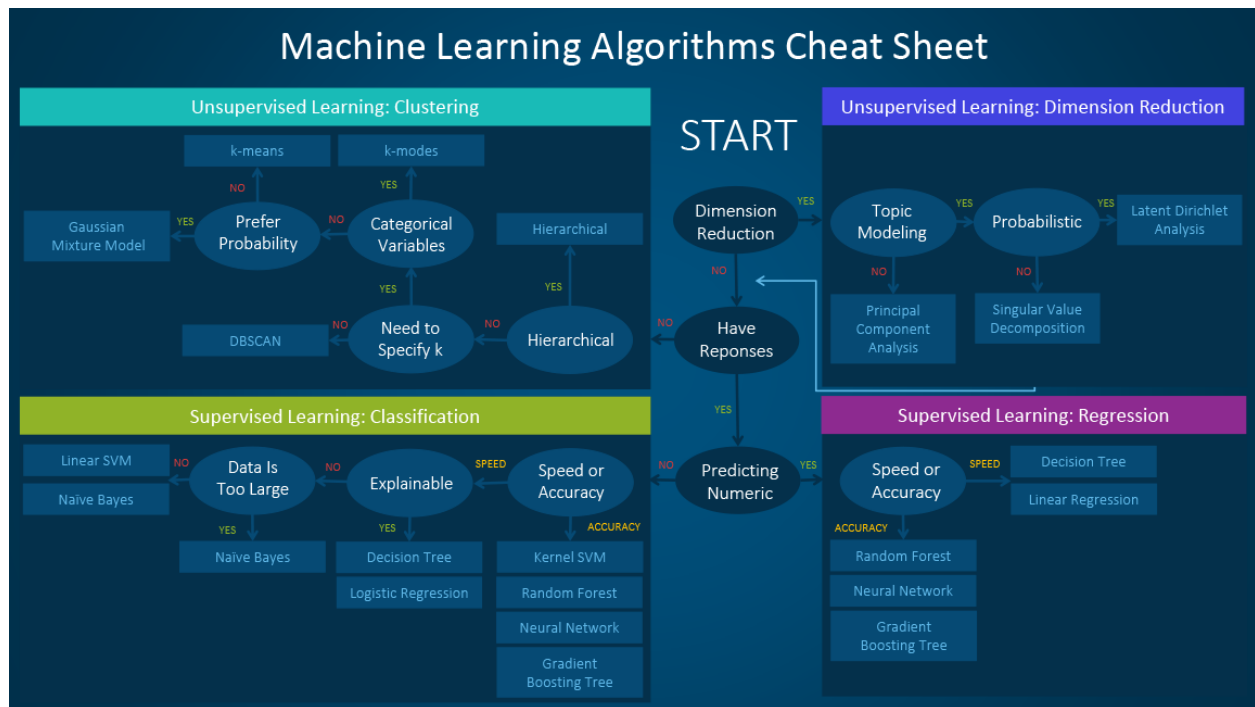 Machine Learning Algorithms Cheat Sheet
Unsupervised Learning: Clustering
k-means
k-modes
NO
YES
Gaussian
Mixture Model
YES
Prefer
Probability
NO
Categorical
Variables
Hierarchical
YES
YES
DBSCAN
NO
Need to
Specify k
NO
Hierarchical
START
Dimension
Reduction
YES
NO
NO
Have
Reponses
YES
NO
Predicting
Numeric
YES
Unsupervised Learning: Dimension Reduction
Topic
Modeling
YES
Probabilistic
YES
Latent Dirichlet
Analysis
NO
NO
Principal
Component
Analysis
Singular Value
Decomposition
Supervised Learning: Classification
Linear SVM
Naïve Bayes
NO
Data Is
Too Large
NO
Explainable
SPEED
Speed or
Accuracy
YES
YES
ACCURACY
Naïve Bayes
Decision Tree
Logistic Regression
Kernel SVM
Random Forest
Neural Network
Gradient
Boosting Tree
Supervised Learning: Regression
Speed or
Accuracy
SPEED
Decision Tree
Linear Regression
ACCURACY
Random Forest
Neural Network
Gradient
Boosting Tree